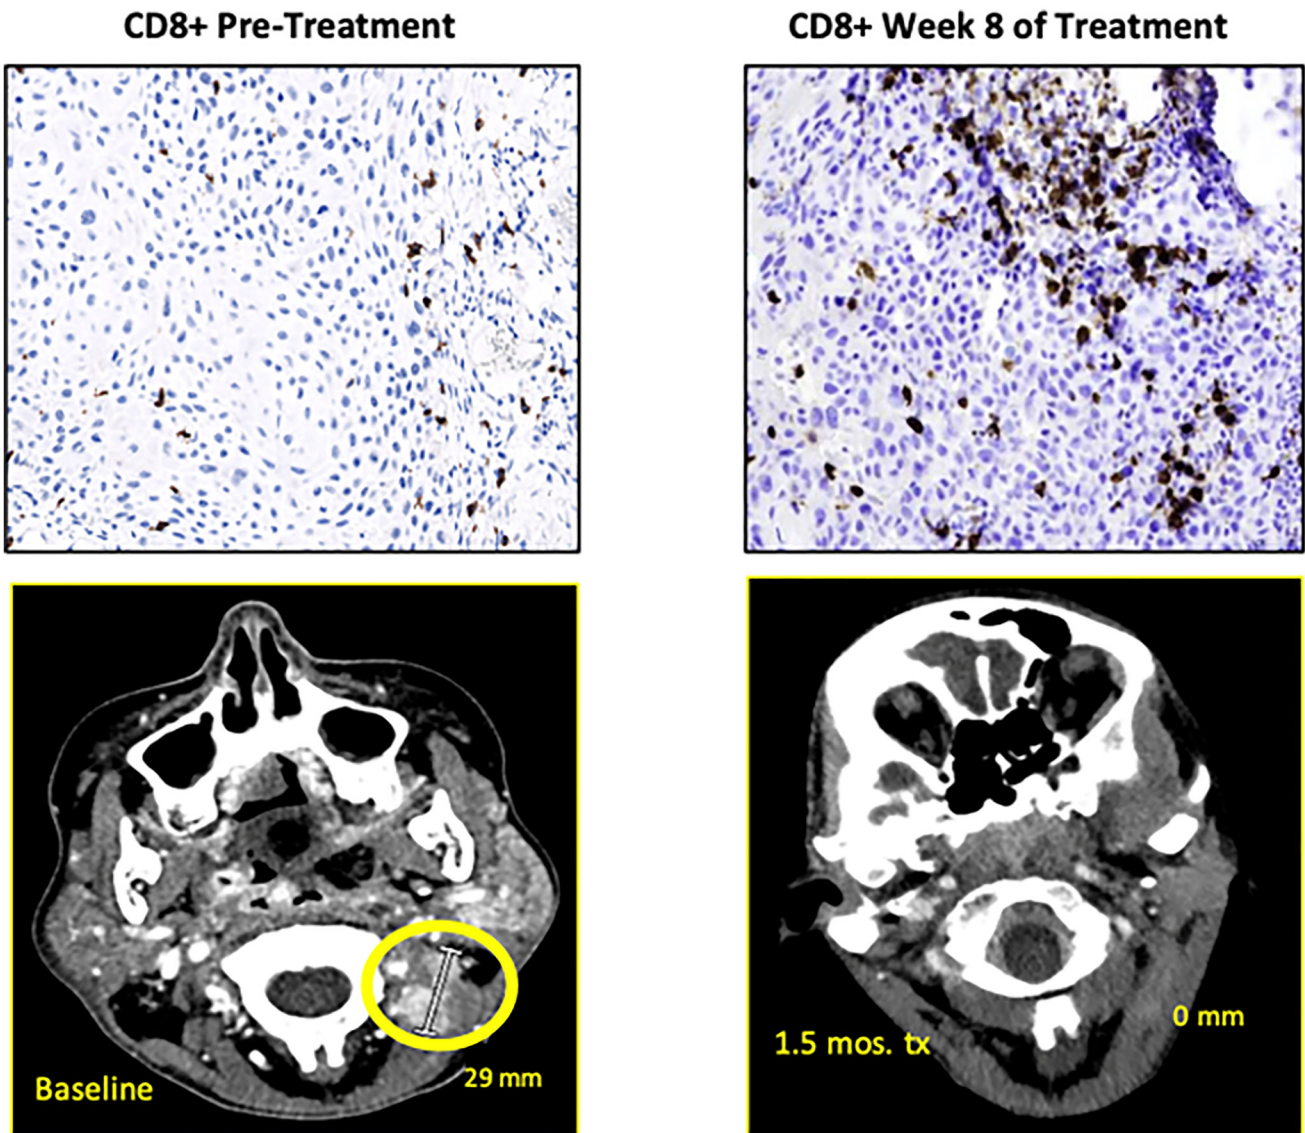 CD8+ Pre-Treatment
CD8+ Week 8 of Treatment
Baseline
29 mm
1.5 mos. tx
0 mm